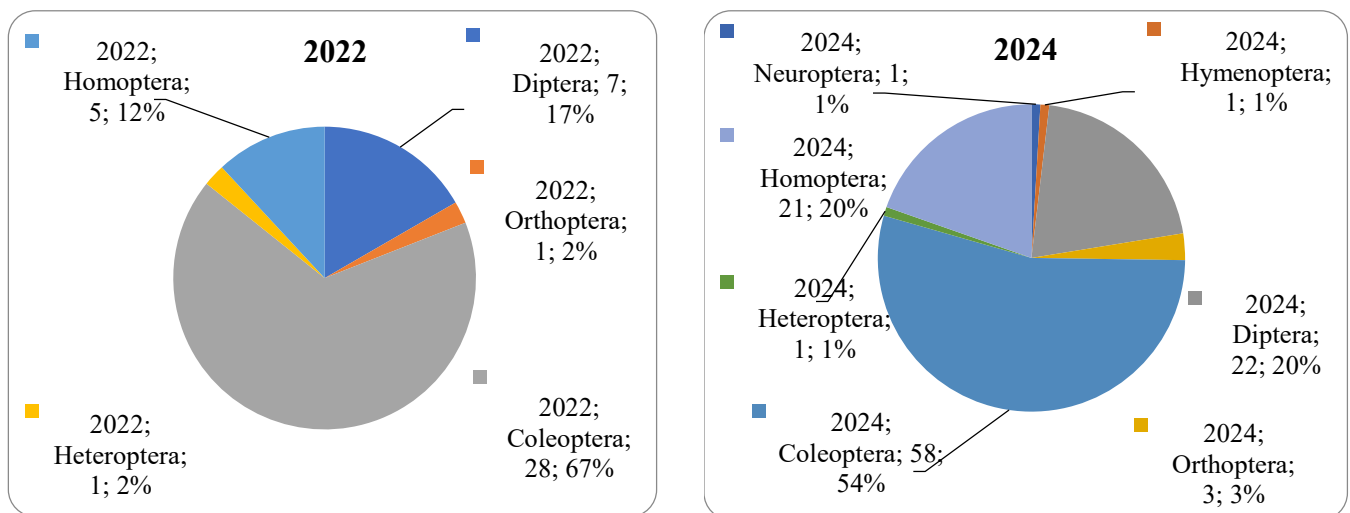 2022
2022;
Homoptera;
5; 12%
2022;
Diptera; 7;
17%
2022;
Orthoptera;
1; 2%
2022;
Coleoptera;
28; 67%
2022;
Heteroptera;
1; 2%
2024
2024;
Neuroptera; 1;
1%
2024;
Hymenoptera;
1; 1%
2024;
Homoptera;
21; 20%
2024;
Heteroptera;
1; 1%
2024;
Diptera;
22; 20%
2024;
Coleoptera; 58;
54%
2024;
Orthoptera;
3; 3%